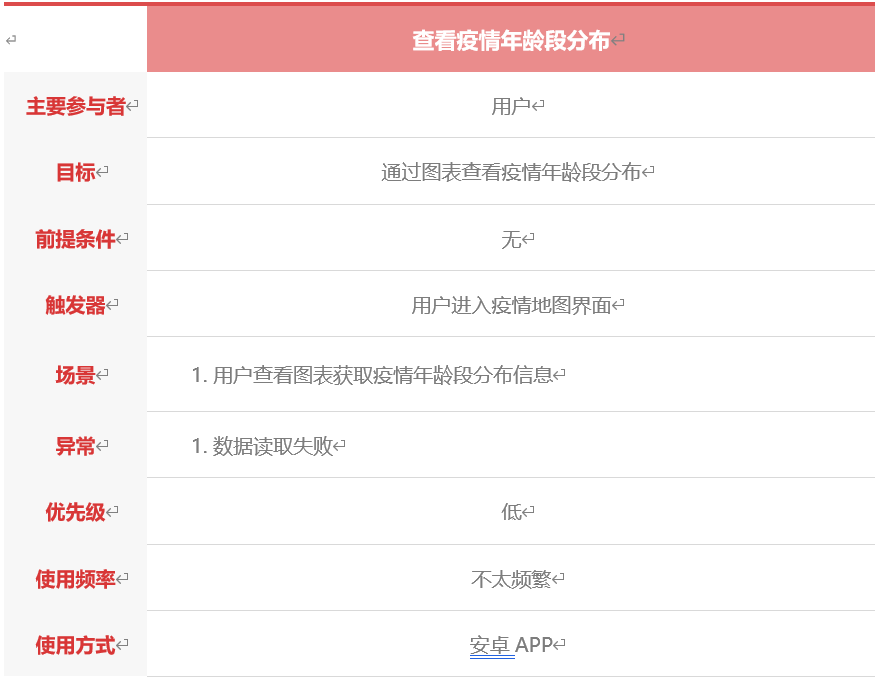 查看疫情年龄段分布
主要参与者 用户
目标 通过图表查看疫情年龄段分布
前提条件 无
触发器 用户进入疫情地图界面
场景 1. 用户查看图表获取疫情年龄段分布信息
异常 1. 数据读取失败
优先级 低
使用频率 不太频繁
使用方式 安卓 APP